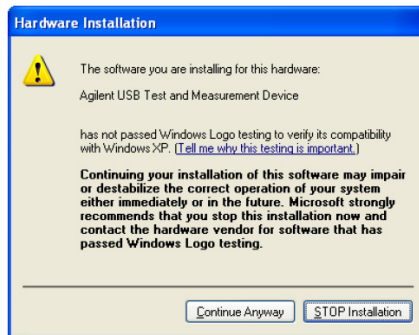 Hardware Installation
The software you are installing for this hardware:
Agilent USB Test and Measurement Device
has not passed Windows Logo testing to verify its compatibility
with Windows XP. (Tell me why this testing is important.)
Continuing your installation of this software may impair
or destabilize the correct operation of your system
either immediately or in the future. Microsoft strongly
recommends that you stop this installation now and
contact the hardware vendor for software that has
passed Windows Logo testing.
Continue Anyway
STOP Installation